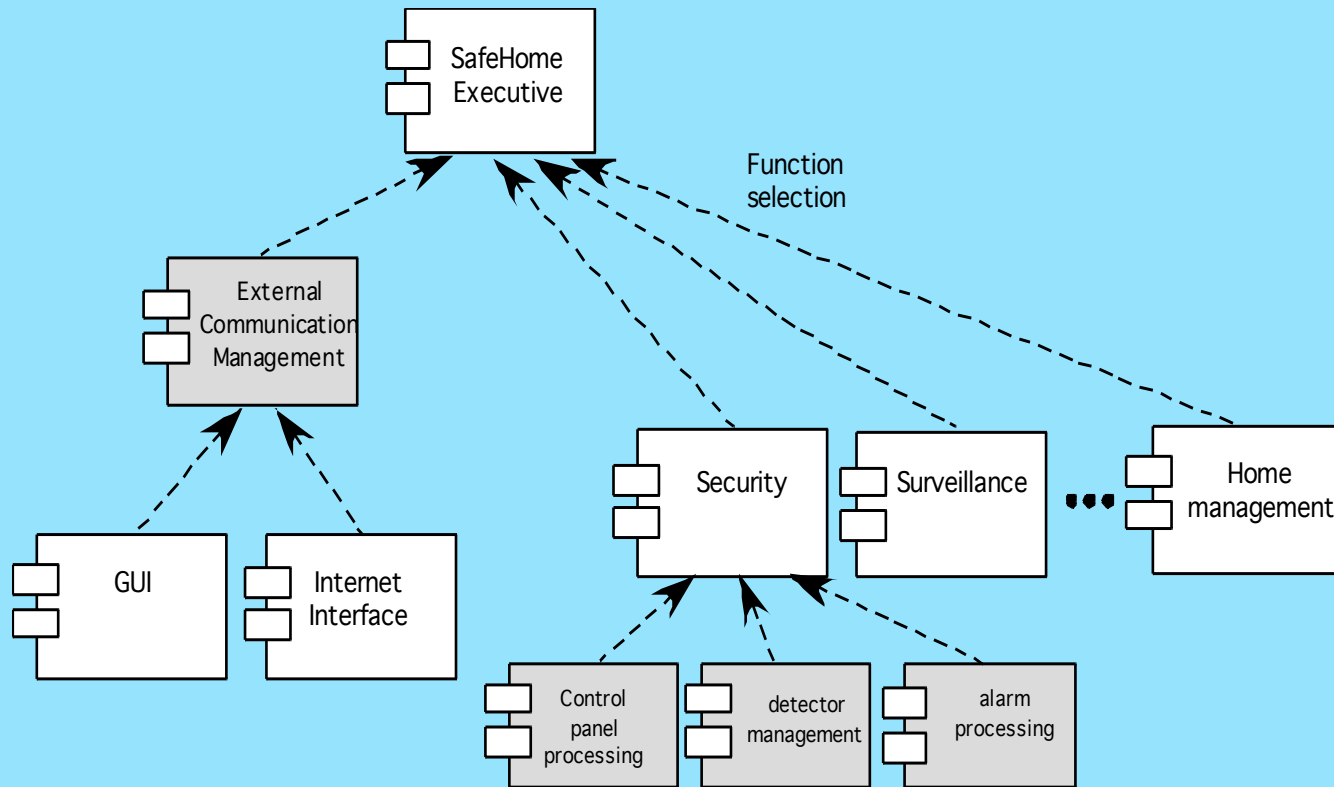 SafeHome
Executive
Function
selection
External
Communication
Management
Security
Surveillance
Home
management
GUI
Internet
Interface
Control
panel
processing
detector
management
alarm
processing